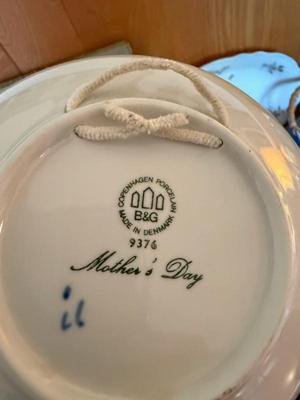 COPENHAGEN PORCELAIN
B&G
MADE IN DENMARK
9376
Mother's Day